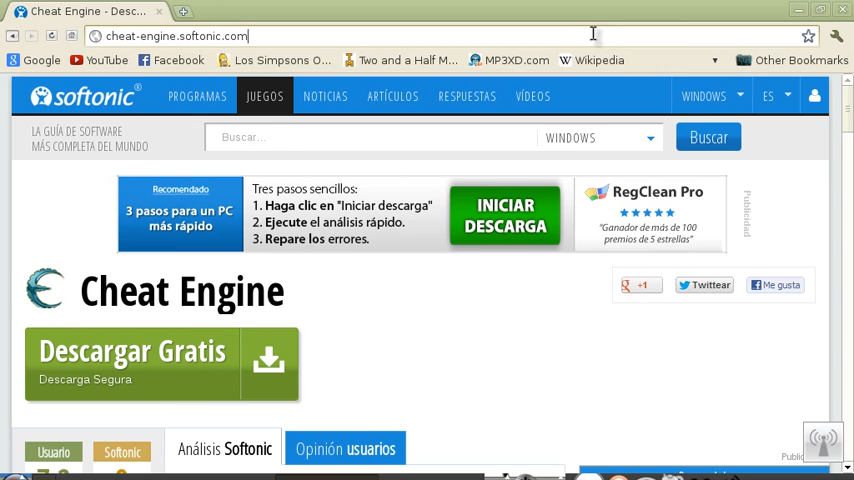 Cheat Engine - Desc...
cheat-engine.softonic.com
Google
YouTube
Facebook
Los Simpsons O...
Two and a Half M...
MP3XD.com
Wikipedia
Other Bookmarks
softonic
PROGRAMAS
JUEGOS
NOTICIAS
ARTÍCULOS
RESPUESTAS
VÍDEOS
WINDOWS
ES
LA GUÍA DE SOFTWARE
MÁS COMPLETA DEL MUNDO
Buscar...
WINDOWS
Buscar
Recomendado
3 pasos para un PC
más rápido
Tres pasos sencillos:
1. Haga clic en "Iniciar descarga"
2. Ejecute el análisis rápido.
3. Repare los errores.
INICIAR
DESCARGA
RegClean Pro
"Ganador de más de 100
premios de 5 estrellas"
Publicidad
Cheat Engine
+1
Twittear
Me gusta
Descargar Gratis
Descarga Segura
Usuario
Softonic
Análisis Softonic
Opinión usuarios